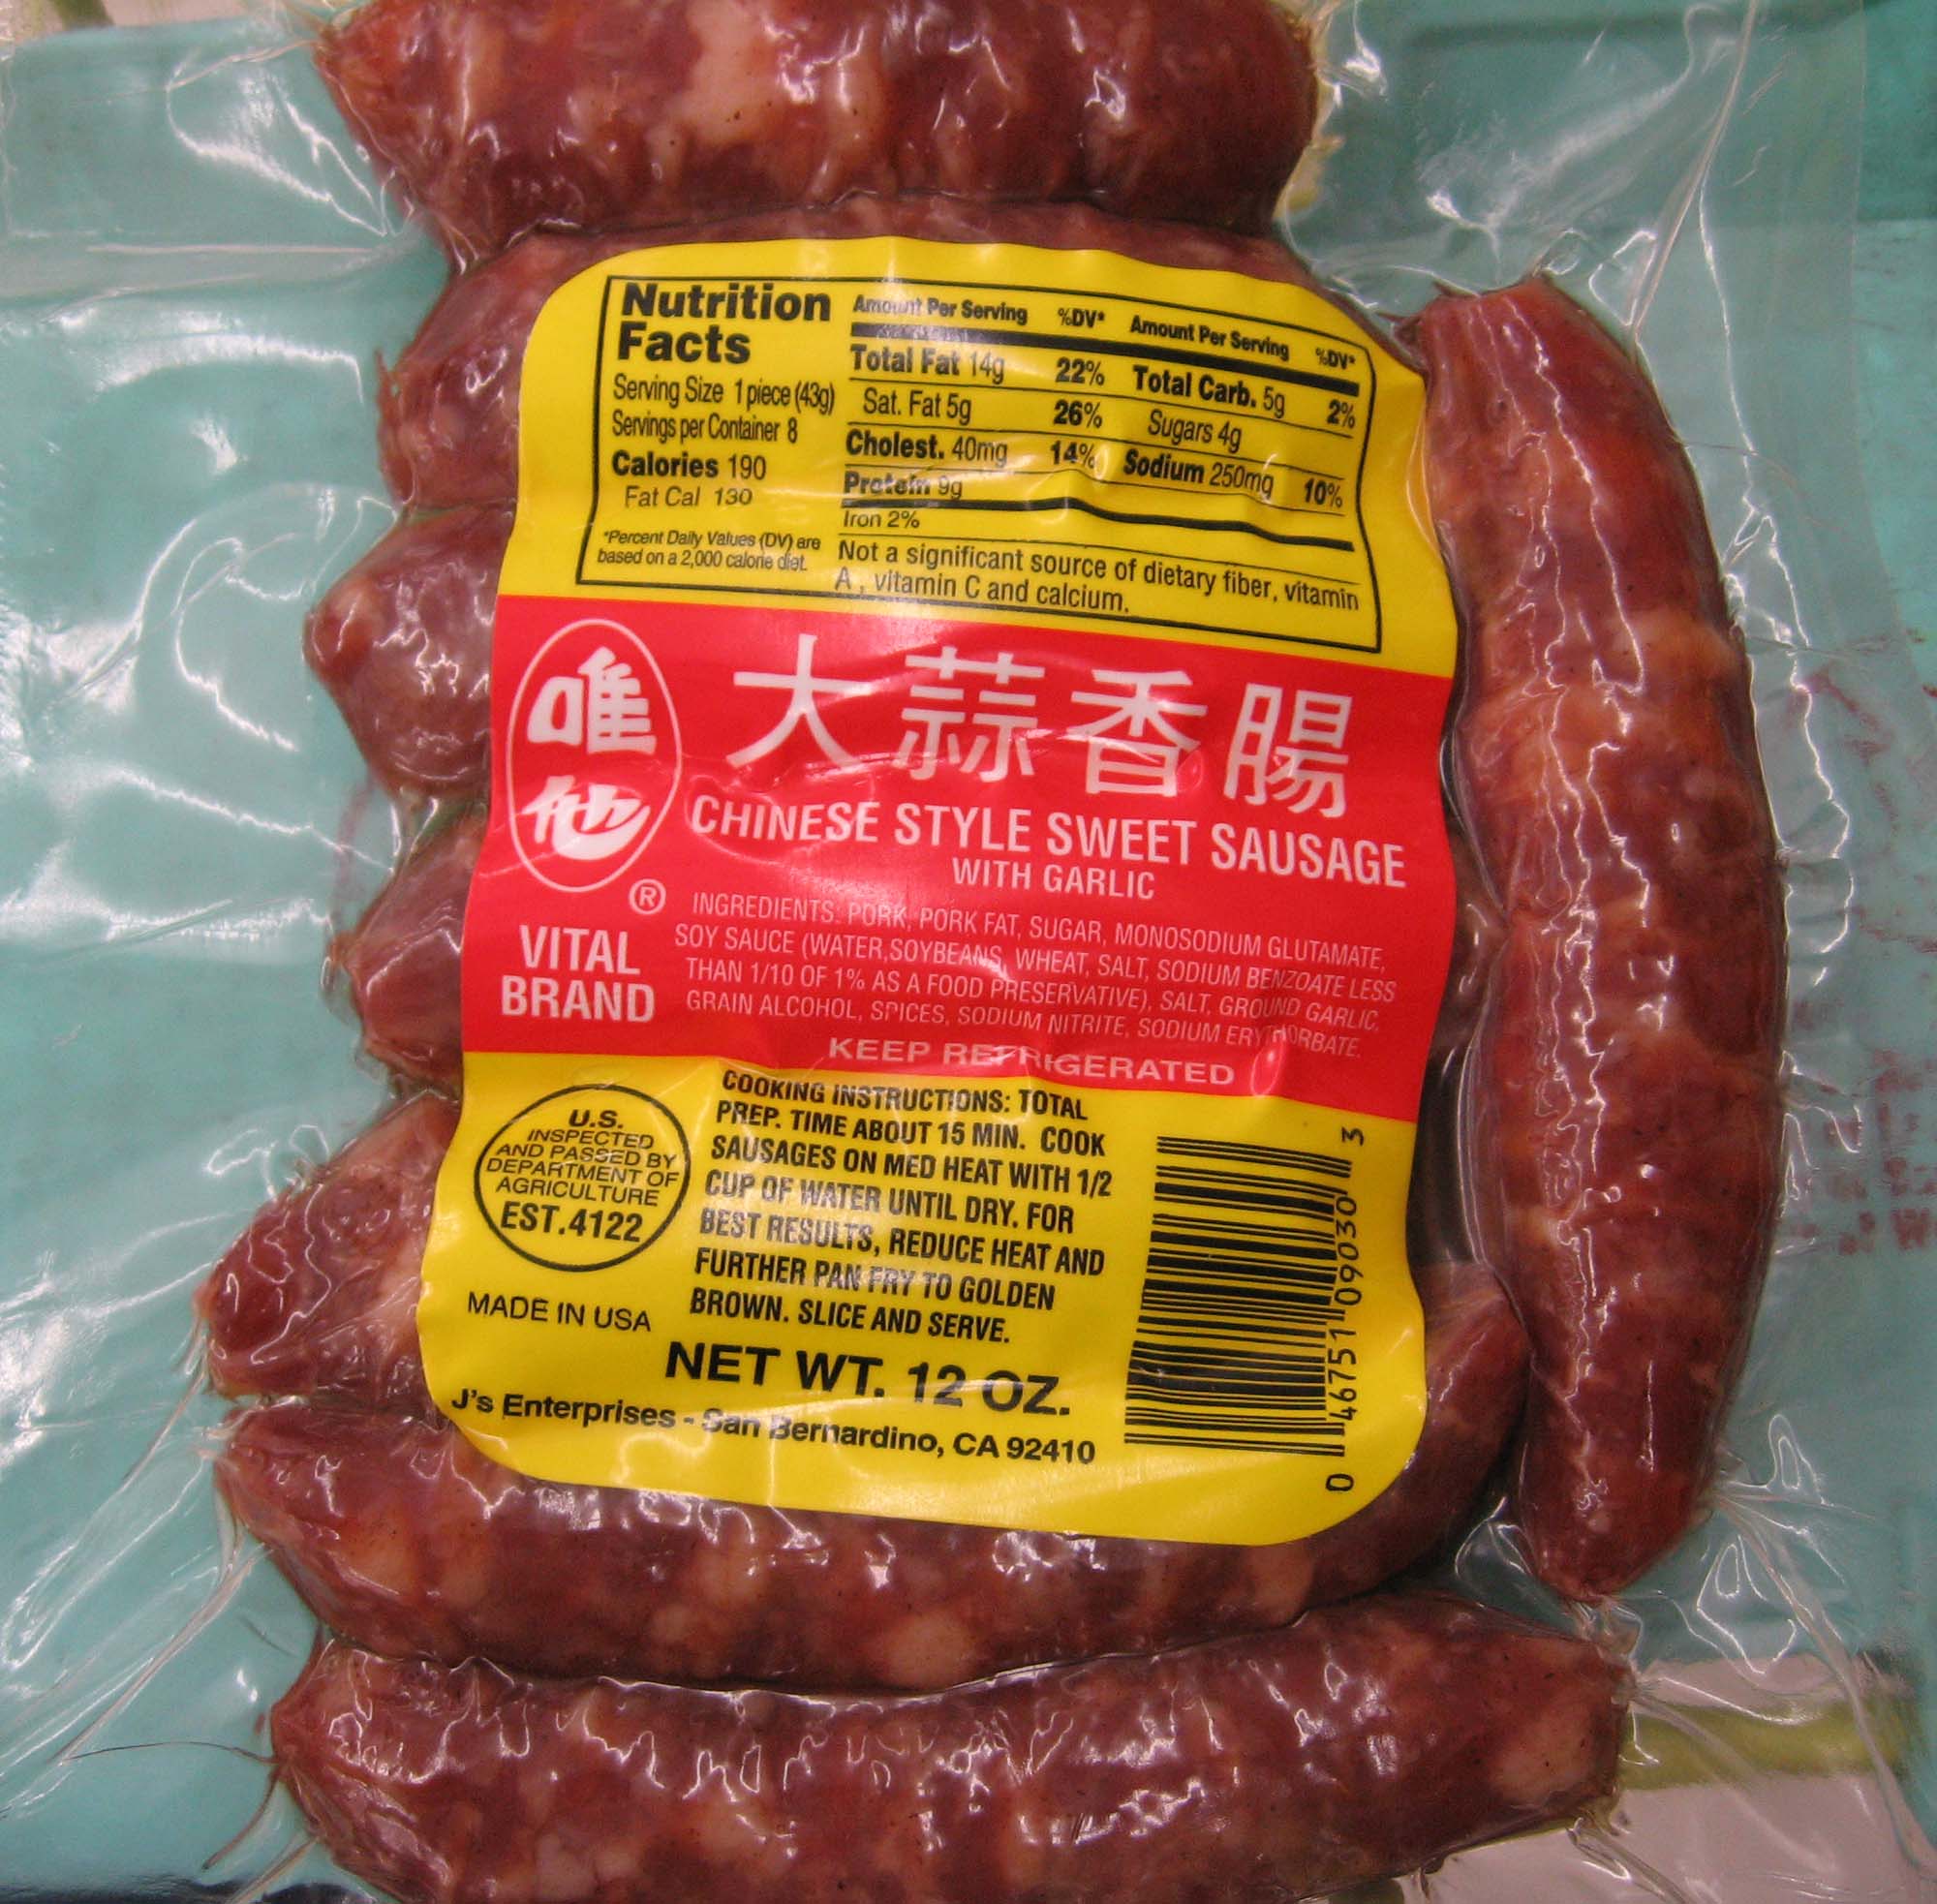 Nutrition
Facts
Serving Size 1 piece (43g)
Servings per Container 8
Calories 190
Fat Cal 130
*Percent Daily Values (DV) are
based on a 2,000 calorie diet.
Amount Per Serving %DV* Amount Per Serving %DV*
Total Fat 14g 22% Total Carb. 5g 2%
Sat. Fat 5g 26% Sugars 4g
Cholest. 40mg 14% Sodium 250mg 10%
Protein 9g
Iron 2%
Not a significant source of dietary fiber, vitamin
A, vitamin C and calcium.
唯他
®
VITAL
BRAND
大蒜香腸
CHINESE STYLE SWEET SAUSAGE
WITH GARLIC
INGREDIENTS: PORK, PORK FAT, SUGAR, MONOSODIUM GLUTAMATE,
SOY SAUCE (WATER,SOYBEANS, WHEAT, SALT, SODIUM BENZOATE LESS
THAN 1/10 OF 1% AS A FOOD PRESERVATIVE), SALT, GROUND GARLIC,
GRAIN ALCOHOL, SPICES, SODIUM NITRITE, SODIUM ERYTHORBATE.
KEEP REFRIGERATED
U.S.
INSPECTED
AND PASSED BY
DEPARTMENT OF
AGRICULTURE
EST.4122
MADE IN USA
COOKING INSTRUCTIONS: TOTAL
PREP. TIME ABOUT 15 MIN. COOK
SAUSAGES ON MED HEAT WITH 1/2
CUP OF WATER UNTIL DRY. FOR
BEST RESULTS, REDUCE HEAT AND
FURTHER PAN FRY TO GOLDEN
BROWN. SLICE AND SERVE.
NET WT. 12 OZ.
J's Enterprises - San Bernardino, CA 92410
0 46751 09030 3